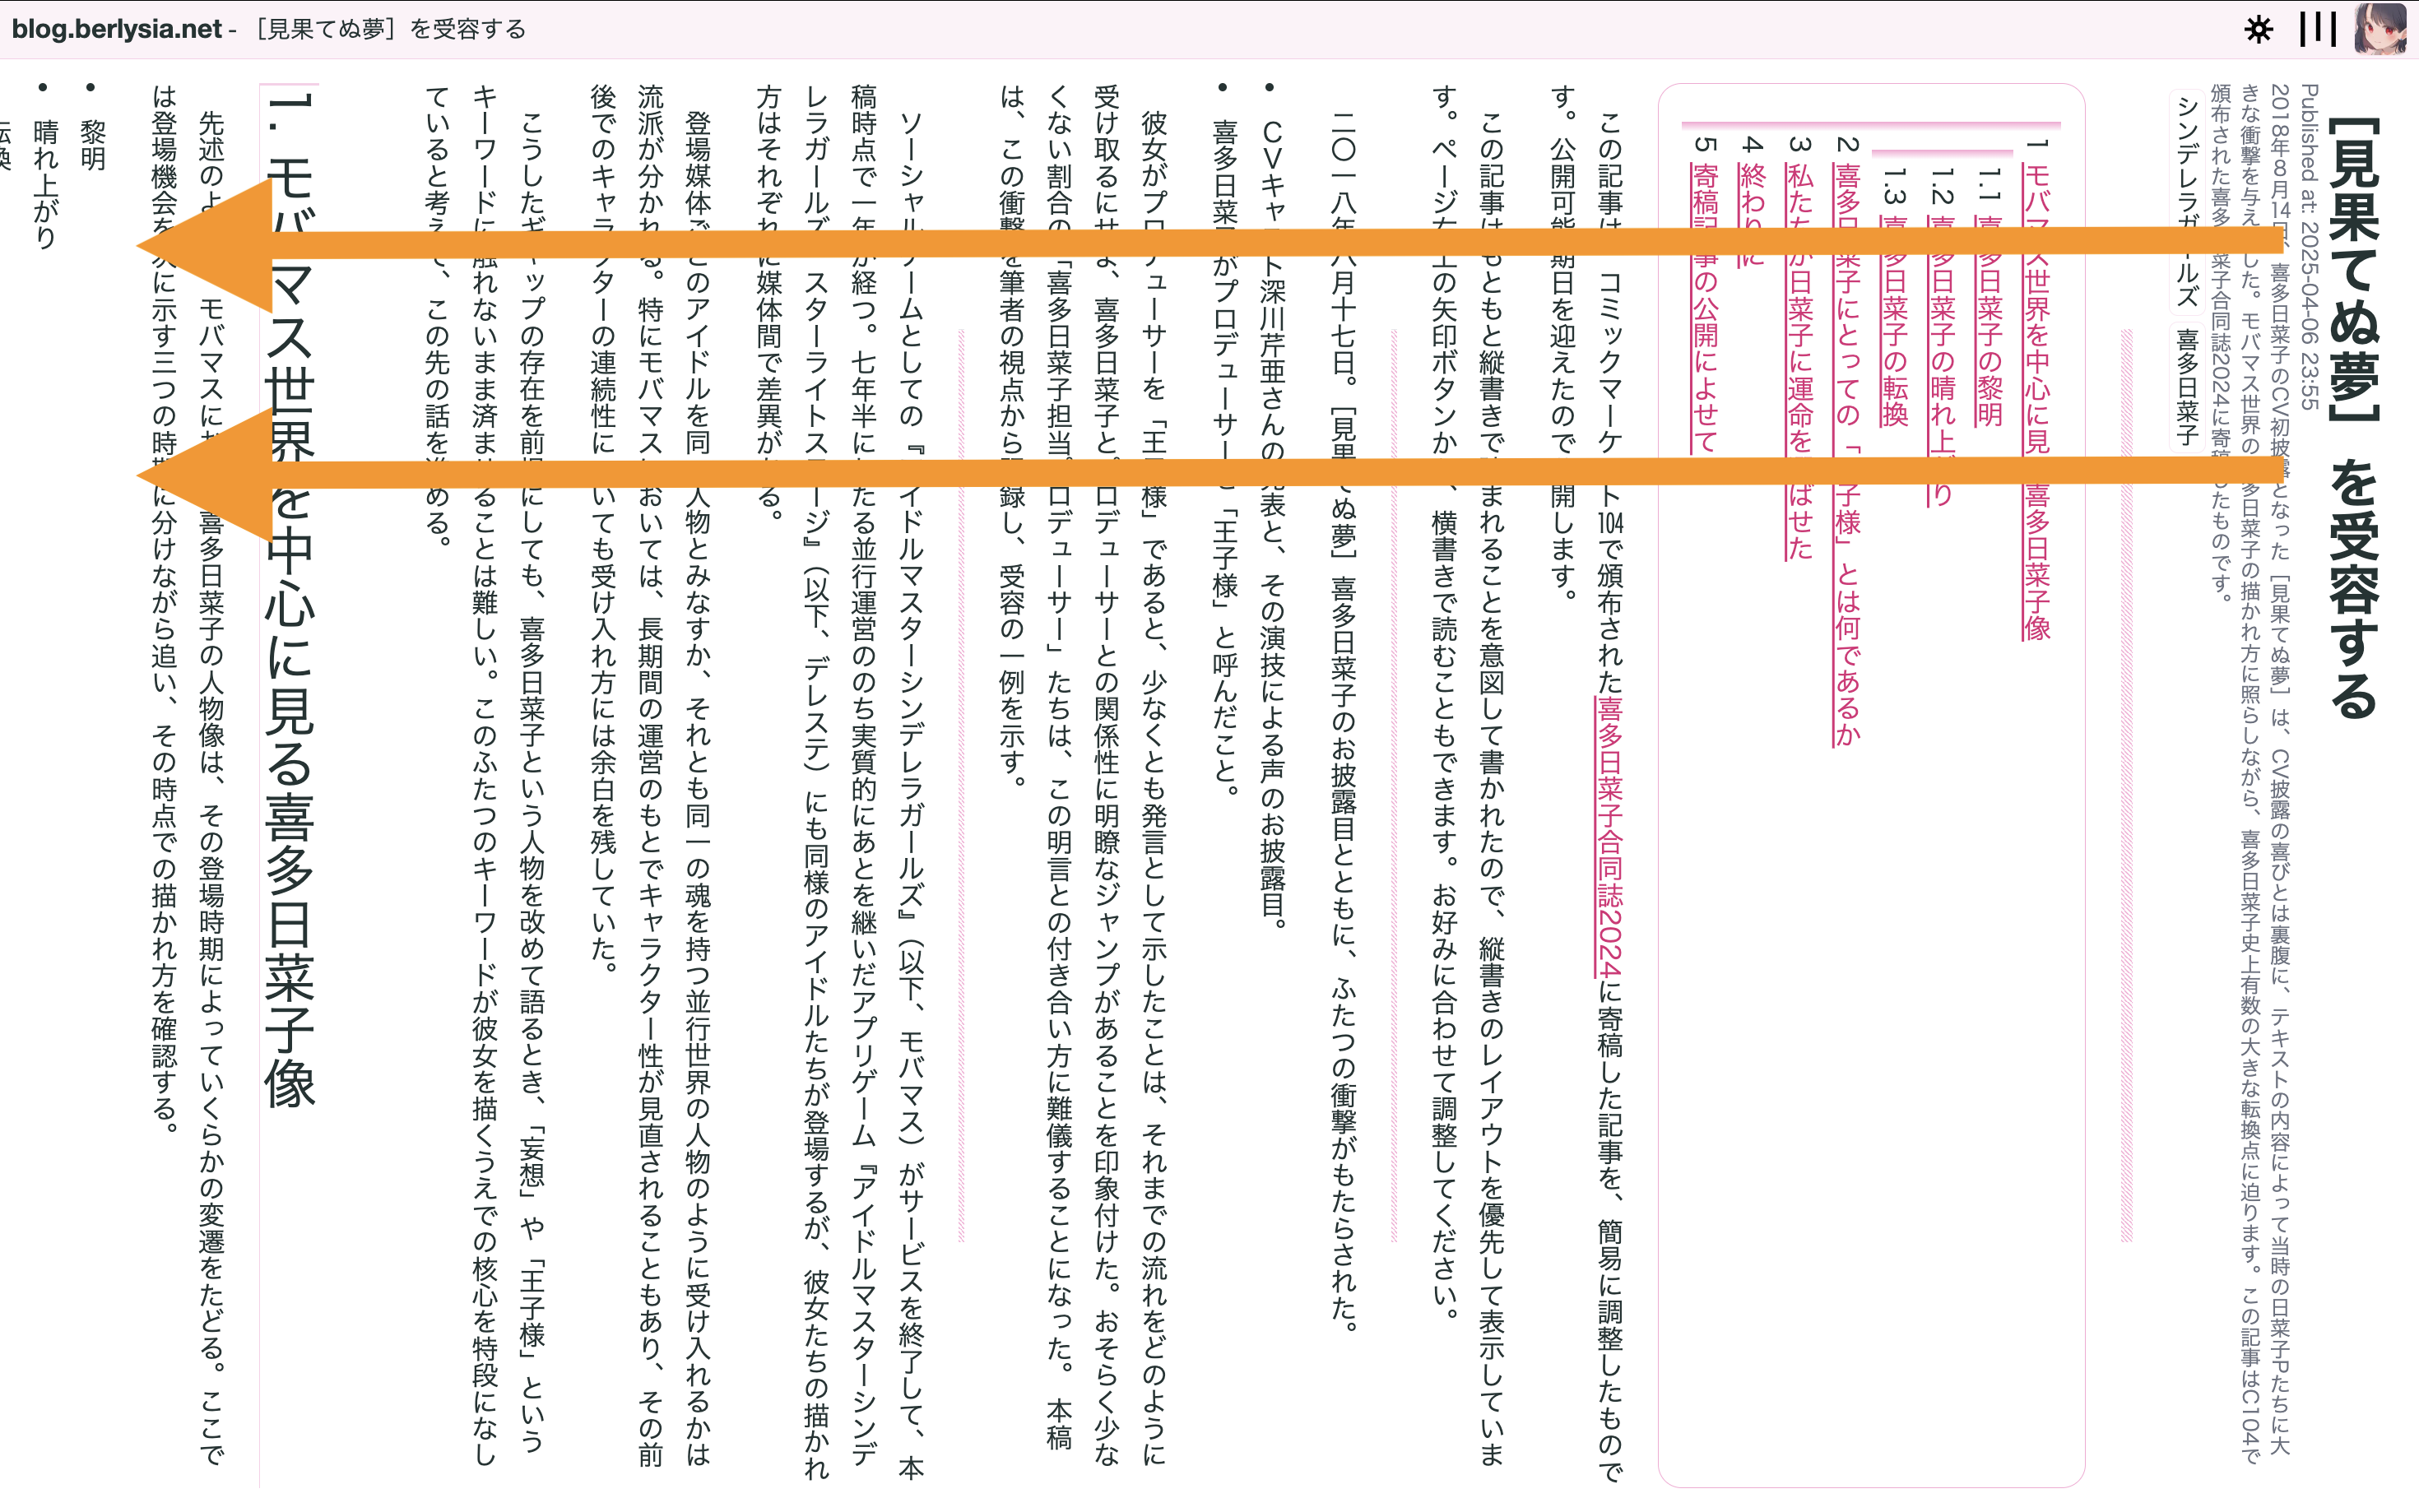 blog.berlysia.net - ［見果てぬ夢］を受容する
［見果てぬ夢］を受容する
Published at: 2025-04-06 23:55
2018年8月14日、喜多日菜子のCV初披露となった［見果てぬ夢］は、CV披露の喜びとは裏腹に、テキストの内容によって当時の日菜子Pたちに大
きな衝撃を与えました。モバマス世界の喜多日菜子の描かれ方に照らしながら、喜多日菜子史上有数の大きな転換点に迫ります。この記事はC104で
頒布された喜多日菜子合同誌2024に寄稿したものです。
シンデレラガールズ
喜多日菜子
1 モバマス世界を中心に見る喜多日菜子像
1.1 喜多日菜子の黎明
1.2 喜多日菜子の晴れ上がり
1.3 喜多日菜子の転換
2 喜多日菜子にとっての「王子様」とは何であるか
3 私たちが日菜子に運命を選ばせた
4 終わりに
5 寄稿記事の公開によせて
この記事は、コミックマーケット104で頒布された喜多日菜子合同誌2024に寄稿した記事を、簡易に調整したもので
す。公開可能期日を迎えたので公開します。
この記事はもともと縦書きで読まれることを意図して書かれたので、縦書きのレイアウトを優先して表示していま
す。ページ右上の矢印ボタンから、横書きで読むこともできます。お好みに合わせて調整してください。
二〇一八年八月十七日。［見果てぬ夢］喜多日菜子のお披露目とともに、ふたつの衝撃がもたらされた。
• CVキャスト深川芹亜さんの発表と、その演技による声のお披露目。
• 喜多日菜子がプロデューサーを「王子様」と呼んだこと。
彼女がプロデューサーを「王子様」であると、少なくとも発言として示したことは、それまでの流れをどのように
受け取るにせよ、喜多日菜子とプロデューサーとの関係性に明瞭なジャンプがあることを印象付けた。おそらく少な
くない割合の「喜多日菜子担当プロデューサー」たちは、この明言との付き合い方に難儀することになった。本稿
は、この衝撃を筆者の視点から記録し、受容の一例を示す。
ソーシャルゲームとしての『アイドルマスターシンデレラガールズ』（以下、モバマス）がサービスを終了して、本
稿時点で一年が経つ。七年半にわたる並行運営ののち実質的にあとを継いだアプリゲーム『アイドルマスターシンデ
レラガールズ スターライトステージ』（以下、デレステ）にも同様のアイドルたちが登場するが、彼女たちの描かれ
方はそれぞれに媒体間で差異がある。
登場媒体ごとのアイドルを同一人物とみなすか、それとも同一の魂を持つ並行世界の人物のように受け入れるかは
流派が分かれる。特にモバマスにおいては、長期間の運営のもとでキャラクター性が見直されることもあり、その前
後でのキャラクターの連続性についても受け入れ方には余白を残していた。
こうしたギャップの存在を前提にしても、喜多日菜子という人物を改めて語るとき、「妄想」や「王子様」という
キーワードに触れないまま済ませることは難しい。このふたつのキーワードが彼女を描くうえでの核心を特段になし
ていると考えて、この先の話を進める。
1. モバマス世界を中心に見る喜多日菜子像
先述のよ モバマスにお 喜多日菜子の人物像は、その登場時期によっていくらかの変遷をたどる。ここで
は登場機会を次に示す三つの時期に分けながら追い、その時点での描かれ方を確認する。
• 黎明
• 晴れ上がり
転換